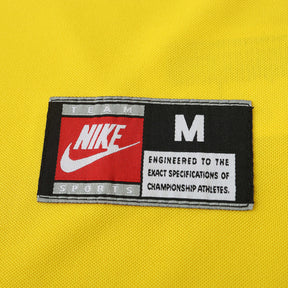 TEAM
NIKE
SPORTS
M
ENGINEERED TO THE
EXACT SPECIFICATIONS OF
CHAMPIONSHIP ATHLETES.